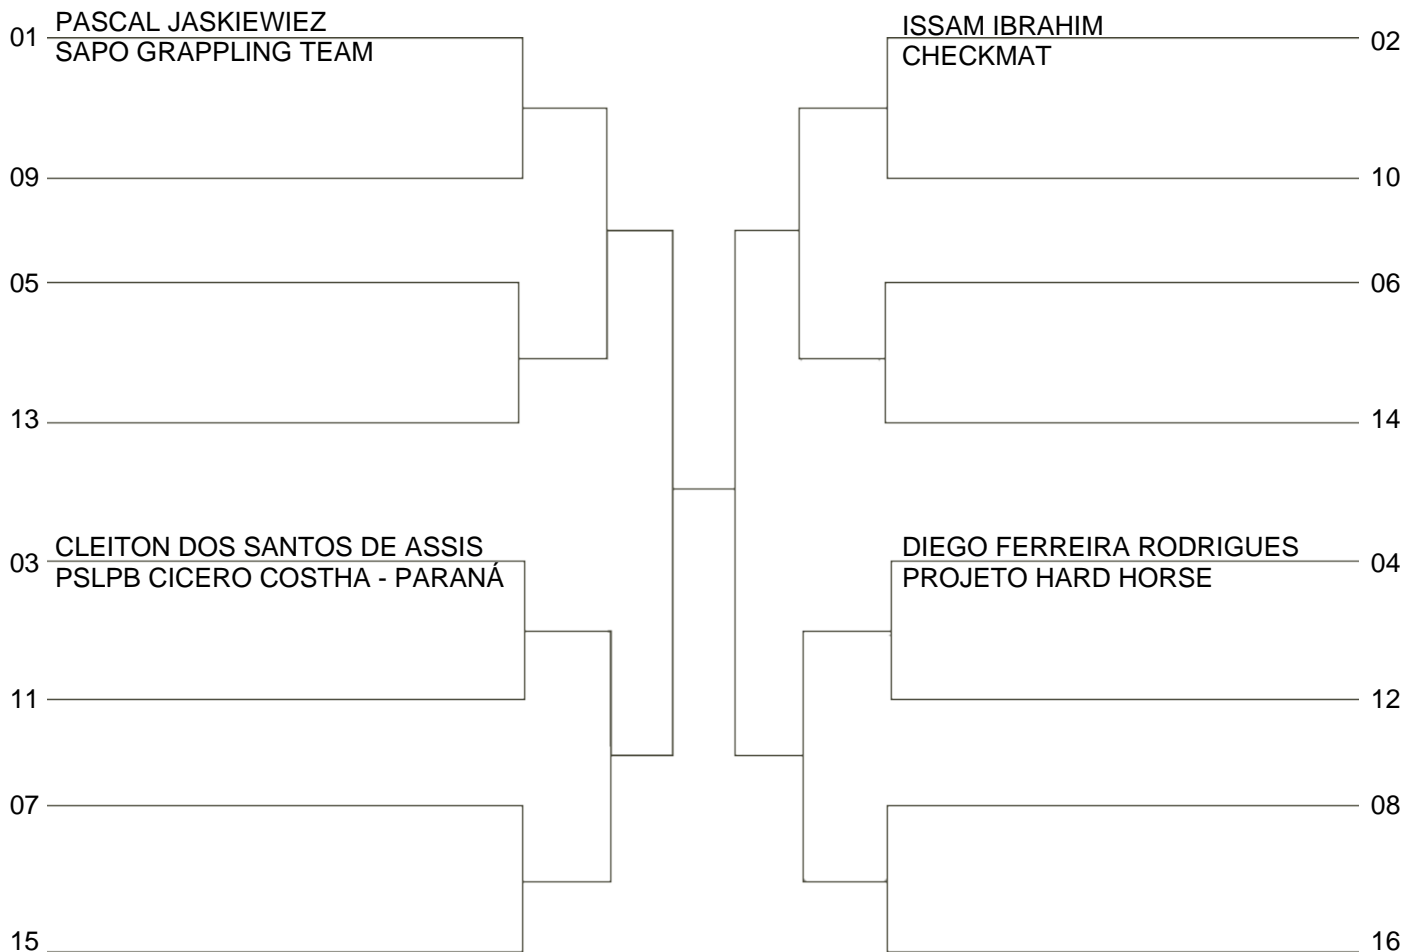 01
PASCAL JASKIEWIEZ
SAPO GRAPPLING TEAM
09
05
13
03
CLEITON DOS SANTOS DE ASSIS
PSLPB CICERO COSTHA - PARANÁ
11
07
15
ISSAM IBRAHIM
CHECKMAT
02
10
06
14
DIEGO FERREIRA RODRIGUES
PROJETO HARD HORSE
04
12
08
16